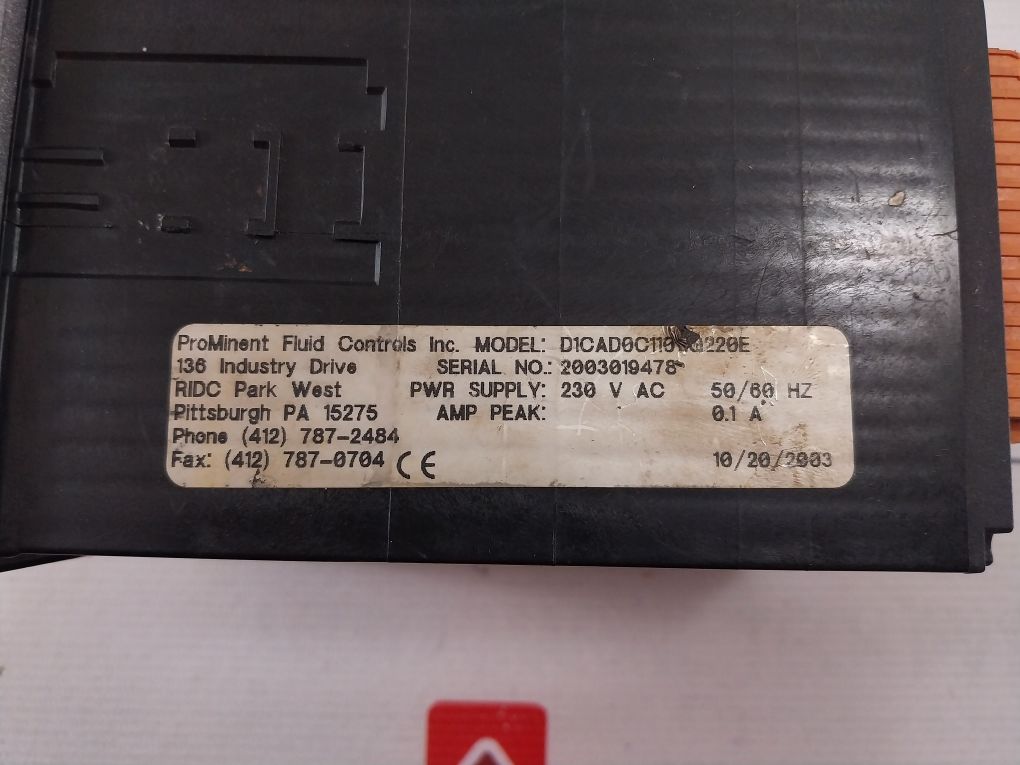 ProMinent Fluid Controls Inc. MODEL:
136 Industry Drive SERIAL NO.: 2003019478
RIDC Park West PWR SUPPLY: 230 V AC 50/60 HZ
Pittsburgh PA 15275 AMP PEAK: 0.1 A
Phone (412) 787-2484
Fax: (412) 787-0704 CE 10/20/2003